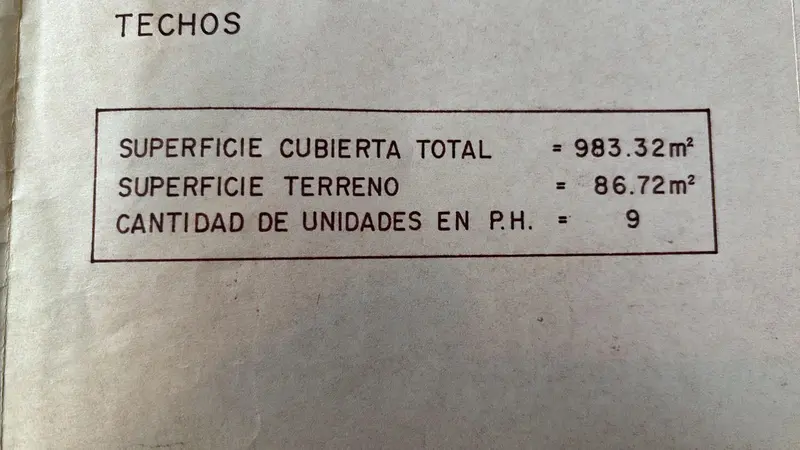 TECHOS
SUPERFICIE CUBIERTA TOTAL = 983.32m²
SUPERFICIE TERRENO = 86.72m²
CANTIDAD DE UNIDADES EN P.H. = 9